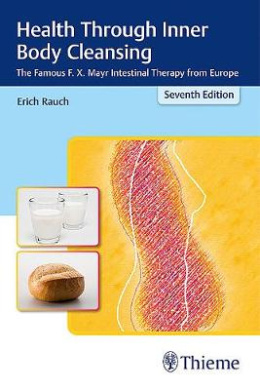 Health Through Inner
Body Cleansing
The Famous F. X. Mayr Intestinal Therapy from Europe
Seventh Edition
Erich Rauch
Thieme